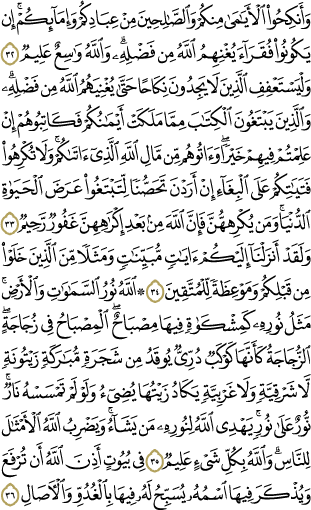 وَأَنكِحُوا۟ ٱلْأَيَـٰمَىٰ مِنكُمْ وَٱلصَّـٰلِحِينَ مِنْ عِبَادِكُمْ وَإِمَآئِكُمْ ۚ إِن
يَكُونُوا۟ فُقَرَآءَ يُغْنِهِمُ ٱللَّهُ مِن فَضْلِهِۦ ۗ وَٱللَّهُ وَٰسِعٌ عَلِيمٌ ٣٢
وَلْيَسْتَعْفِفِ ٱلَّذِينَ لَا يَجِدُونَ نِكَاحًا حَتَّىٰ يُغْنِيَهُمُ ٱللَّهُ مِن فَضْلِهِۦ ۗ
وَٱلَّذِينَ يَبْتَغُونَ ٱلْكِتَـٰبَ مِمَّا مَلَكَتْ أَيْمَـٰنُكُمْ فَكَاتِبُوهُمْ إِنْ
عَلِمْتُمْ فِيهِمْ خَيْرًا ۖ وَءَاتُوهُم مِّن مَّالِ ٱللَّهِ ٱلَّذِىٓ ءَاتَىٰكُمْ ۚ وَلَا تُكْرِهُوا۟
فَتَيَـٰتِكُمْ عَلَى ٱلْبِغَآءِ إِنْ أَرَدْنَ تَحَصُّنًا لِّتَبْتَغُوا۟ عَرَضَ ٱلْحَيَوٰةِ
ٱلدُّنْيَا ۚ وَمَن يُكْرِههُّنَّ فَإِنَّ ٱللَّهَ مِنۢ بَعْدِ إِكْرَٰهِهِنَّ غَفُورٌ رَّحِيمٌ ٣٣
وَلَقَدْ أَنزَلْنَآ إِلَيْكُمْ ءَايَـٰتٍ مُّبَيِّنَـٰتٍ وَمَثَلًا مِّنَ ٱلَّذِينَ خَلَوْا۟
مِن قَبْلِكُمْ وَمَوْعِظَةً لِّلْمُتَّقِينَ ٣٤ ۞ ٱللَّهُ نُورُ ٱلسَّمَـٰوَٰتِ وَٱلْأَرْضِ ۚ
مَثَلُ نُورِهِۦ كَمِشْكَوٰةٍ فِيهَا مِصْبَاحٌ ۖ ٱلْمِصْبَاحُ فِى زُجَاجَةٍ ۖ
ٱلزُّجَاجَةُ كَأَنَّهَا كَوْكَبٌ دُرِّىٌّ يُوقَدُ مِن شَجَرَةٍ مُّبَـٰرَكَةٍ زَيْتُونَةٍ
لَّا شَرْقِيَّةٍ وَلَا غَرْبِيَّةٍ يَكَادُ زَيْتُهَا يُضِىٓءُ وَلَوْ لَمْ تَمْسَسْهُ نَارٌ ۚ
نُّورٌ عَلَىٰ نُورٍ ۗ يَهْدِى ٱللَّهُ لِنُورِهِۦ مَن يَشَآءُ ۚ وَيَضْرِبُ ٱللَّهُ ٱلْأَمْثَـٰلَ
لِلنَّاسِ ۗ وَٱللَّهُ بِكُلِّ شَىْءٍ عَلِيمٌ ٣٥ فِى بُيُوتٍ أَذِنَ ٱللَّهُ أَن تُرْفَعَ
وَيُذْكَرَ فِيهَا ٱسْمُهُۥ يُسَبِّحُ لَهُۥ فِيهَا بِٱلْغُدُوِّ وَٱلْـَٔاصَالِ ٣٦